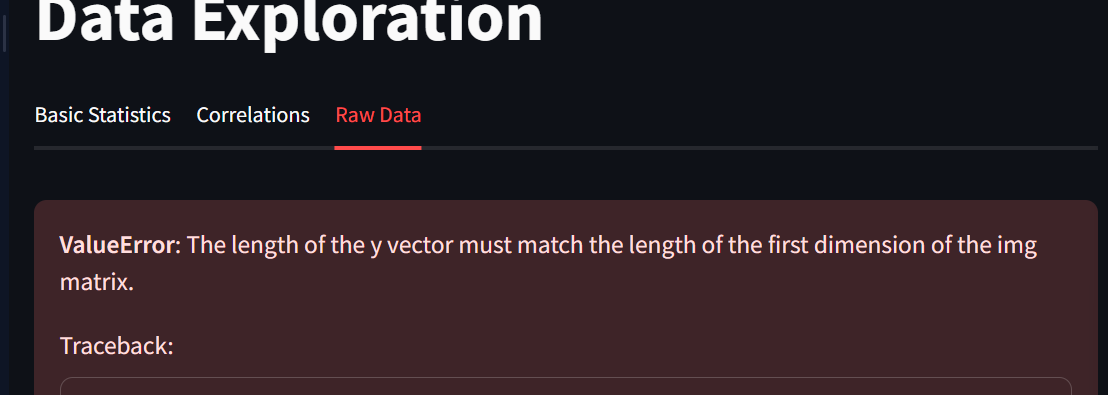 Data Exploration
Basic Statistics Correlations Raw Data
ValueError: The length of the y vector must match the length of the first dimension of the img
matrix.
Traceback: